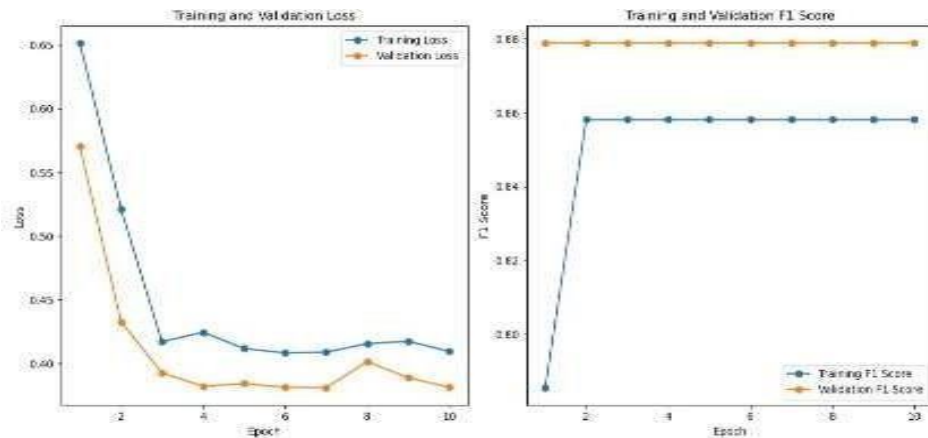 Training and Validation Loss
Training Loss
Validation Loss
0.65
0.60
0.55
0.50
0.45
0.40
Loss
2
4
6
8
10
Epoch
Training and Validation F1 Score
0.88
0.86
0.84
0.82
0.80
F1 Score
Training F1 Score
Validation F1 Score
2
4
6
8
10
Epoch